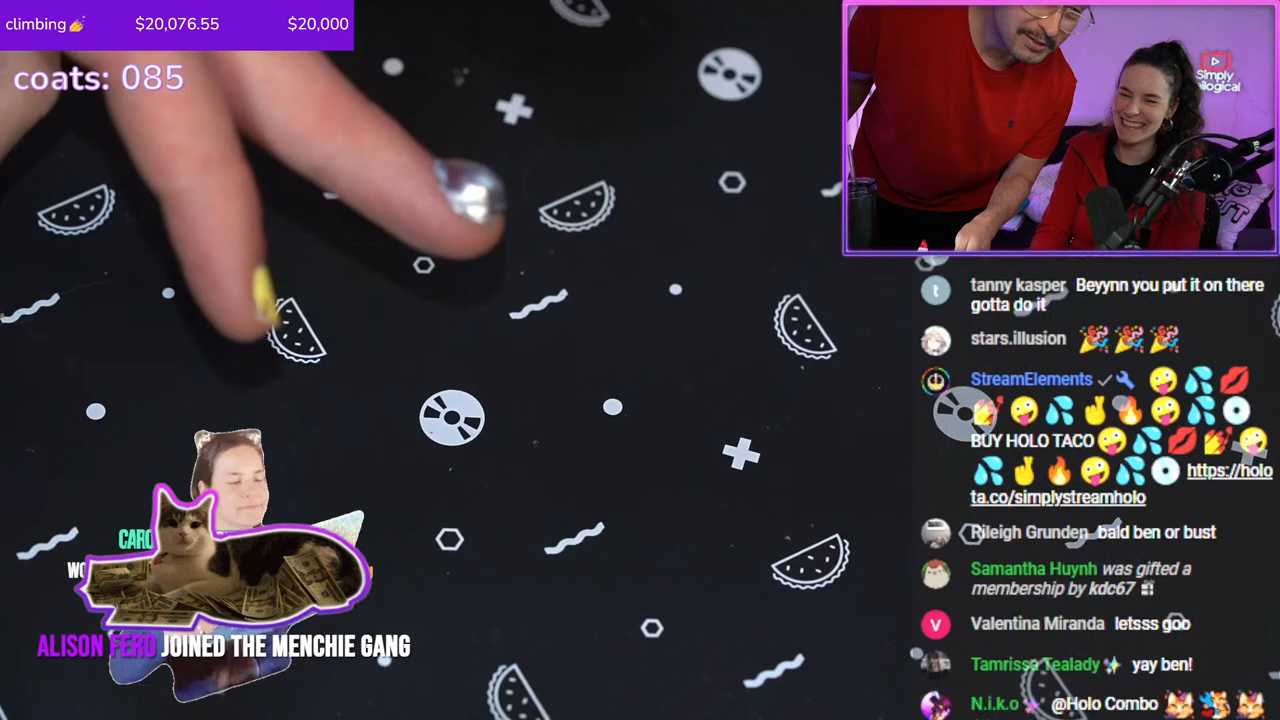 climbing💅 $20,076.55 $20,000
coats: 085
Simply
tanny kasper Beyynn you put it on there
gotta do it
stars.illusion 🎉🎉🎉
StreamElements ✓🔧 🤪💦💋
💅🤪💦🤞🔥🤪💦💿
BUY HOLO TACO🤪💦💋💅🤪
💦🤞🔥🤪💦💿 https://holo
ta.co/simplystreamholo
Rileigh Grunden bald ben or bust
Samantha Huynh was gifted a
membership by kdc67
Valentina Miranda letsss goo
Tamrissa Tealady✨ yay ben!
N.i.k.o @Holo Combo
CARO
ALISON FERO JOINED THE MENCHIE GANG